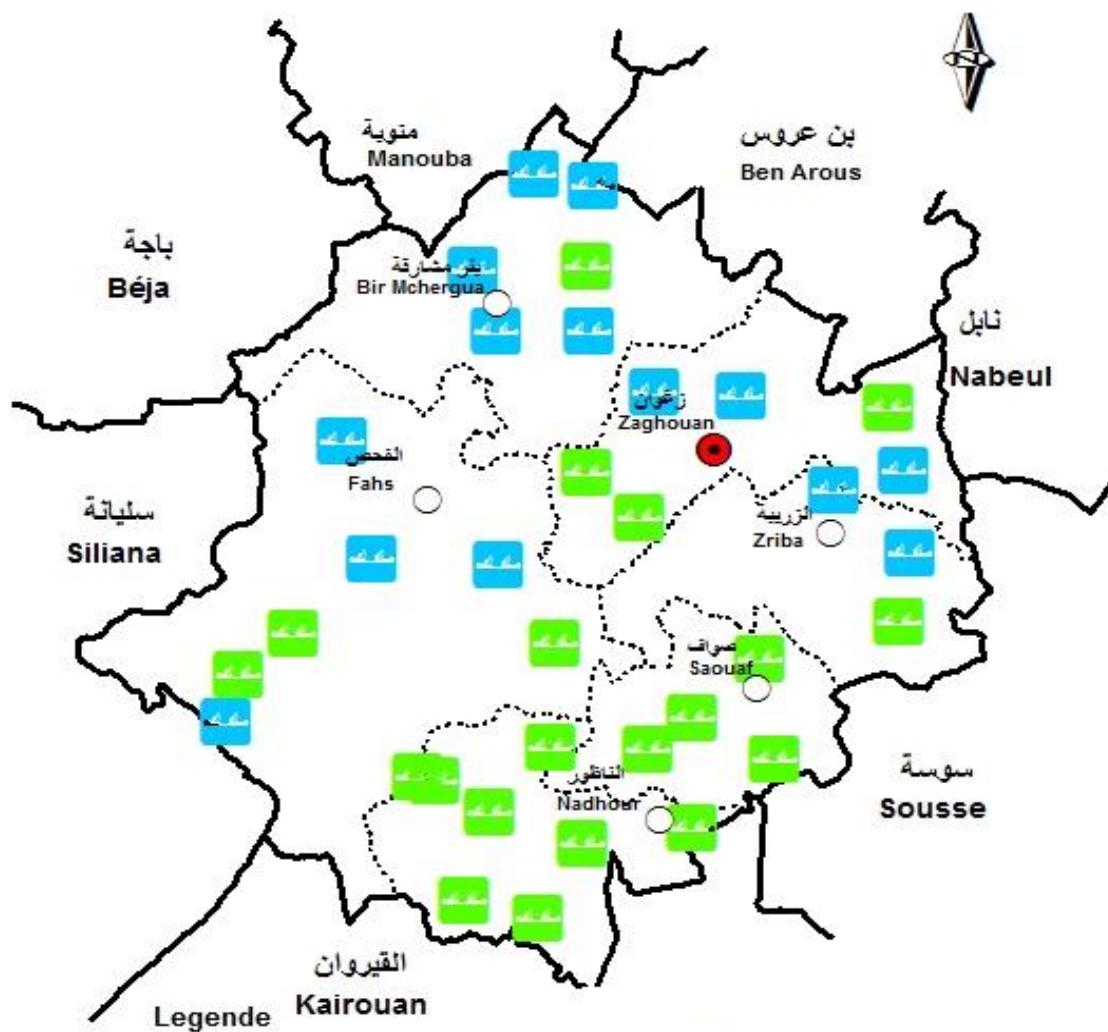 N
منوبة
Manouba
بن عروس
Ben Arous
باجة
Béja
بئر مشارقة
Bir Mchergua
نابل
Nabeul
زغوان
Zaghouan
الفحص
Fahs
سليانة
Siliana
الزريبة
Zriba
صواف
Saouaf
سوسة
Sousse
الناظور
Nadhour
القيروان
Kairouan
Legende